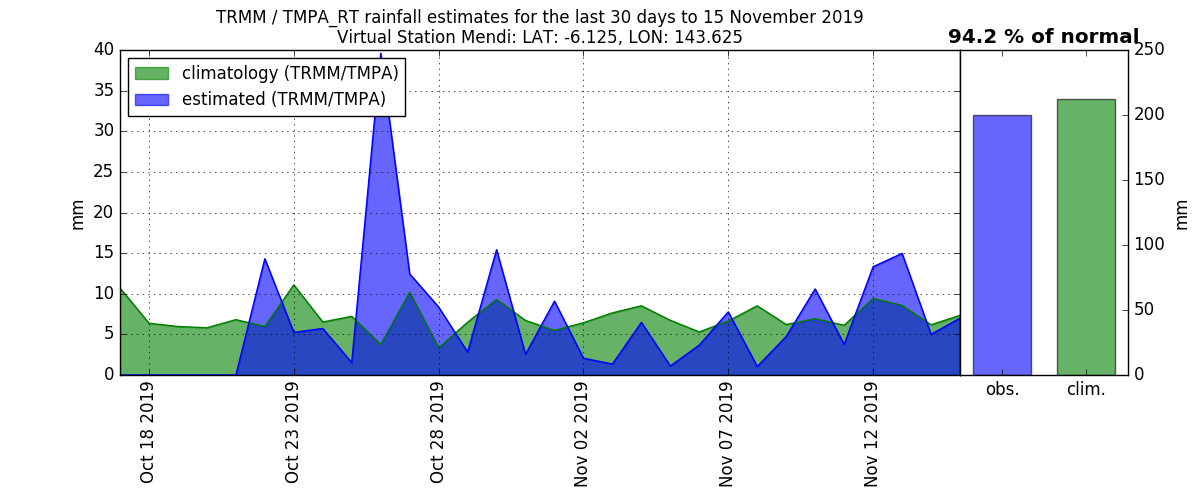 TRMM / TMPA_RT rainfall estimates for the last 30 days to 15 November 2019
Virtual Station Mendi: LAT: -6.125, LON: 143.625
94.2 % of normal
climatology (TRMM/TMPA)
estimated (TRMM/TMPA)
40
35
30
25
20
15
10
5
0
mm
Oct 18 2019
Oct 23 2019
Oct 28 2019
Nov 02 2019
Nov 07 2019
Nov 12 2019
250
200
150
100
50
0
mm
obs.
clim.